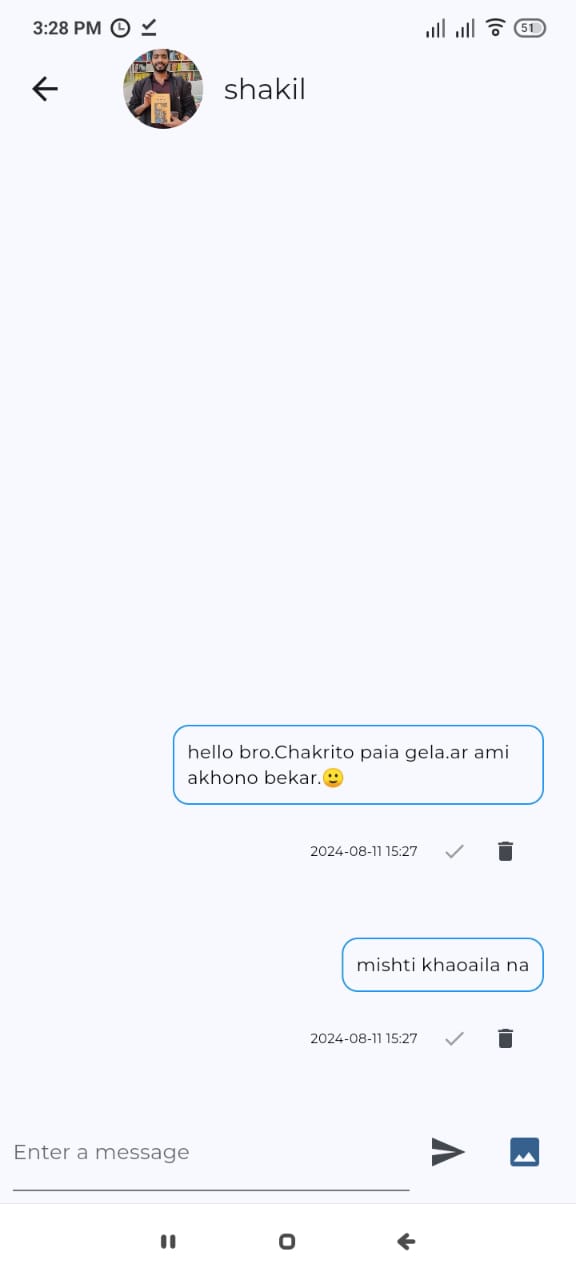 3:28 PM
51
shakil
hello bro.Chakrito paia gela.ar ami
akhono bekar.🙂
2024-08-11 15:27
mishti khaoaila na
2024-08-11 15:27
Enter a message